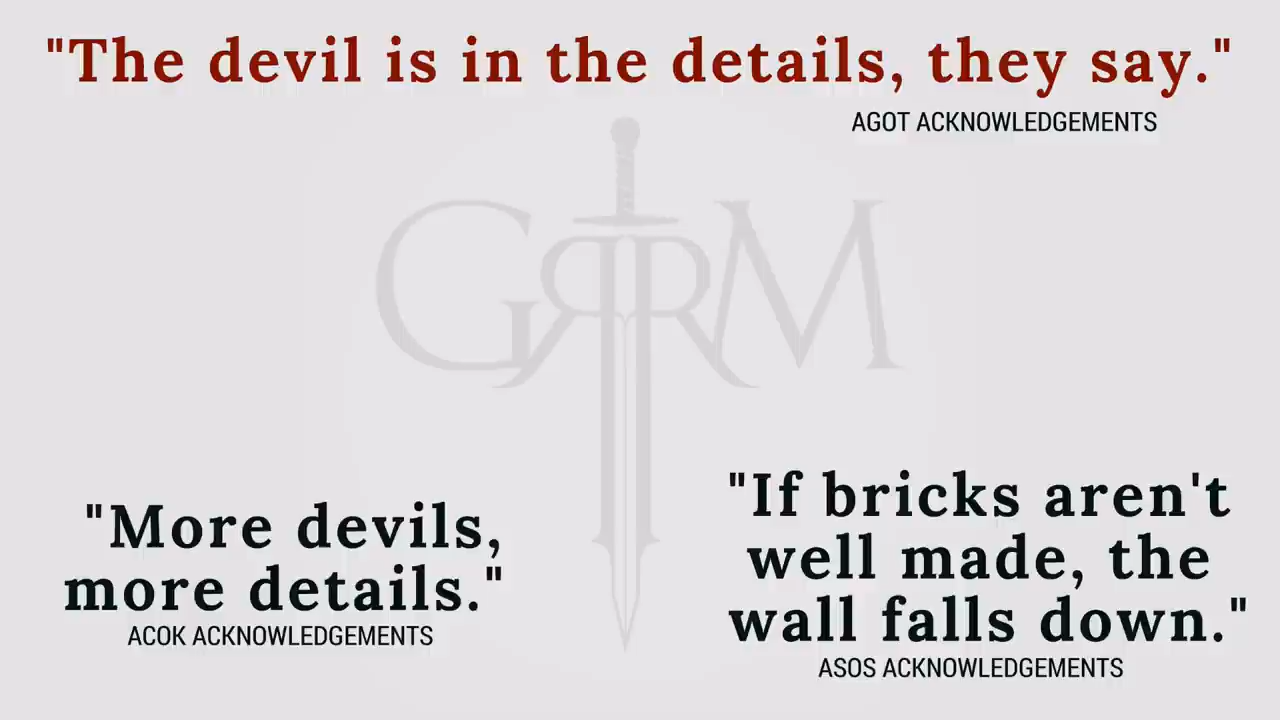 "The devil is in the details, they say."
AGOT ACKNOWLEDGEMENTS
GRRM
"More devils,
more details."
ACOK ACKNOWLEDGEMENTS
"If bricks aren't
well made, the
wall falls down."
ASOS ACKNOWLEDGEMENTS